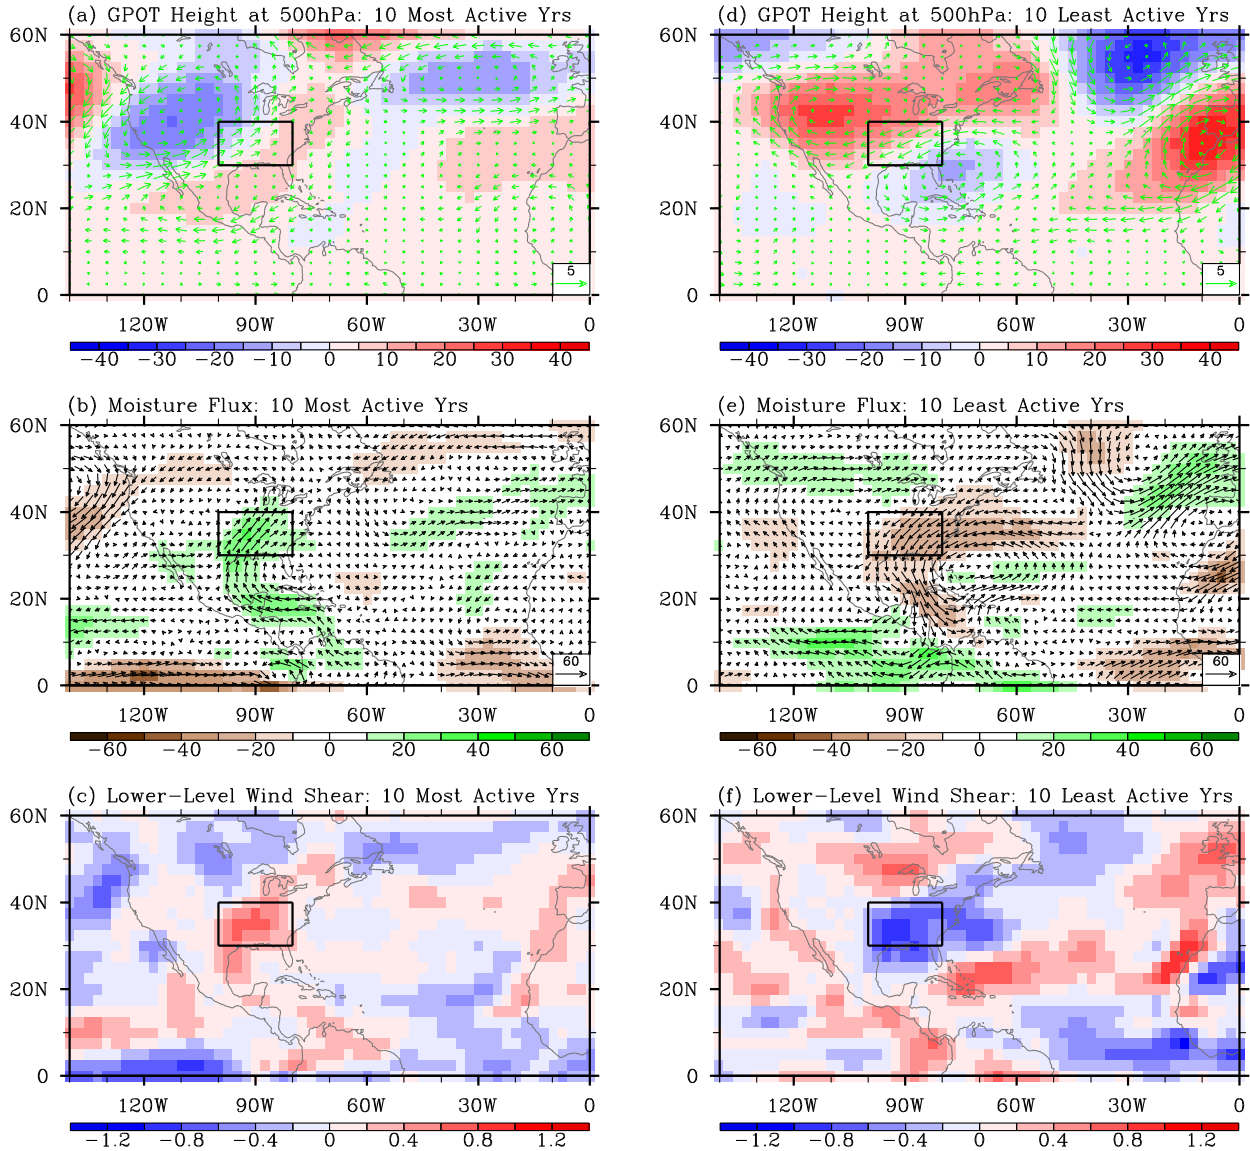 (a) GPOT Height at 500hPa: 10 Most Active Yrs
60N
40N
20N
0
5
120W 90W 60W 30W 0
−40 −30 −20 −10 0 10 20 30 40
(d) GPOT Height at 500hPa: 10 Least Active Yrs
60N
40N
20N
0
5
120W 90W 60W 30W 0
−40 −30 −20 −10 0 10 20 30 40
(b) Moisture Flux: 10 Most Active Yrs
60N
40N
20N
0
60
120W 90W 60W 30W 0
−60 −40 −20 0 20 40 60
(e) Moisture Flux: 10 Least Active Yrs
60N
40N
20N
0
60
120W 90W 60W 30W 0
−60 −40 −20 0 20 40 60
(c) Lower−Level Wind Shear: 10 Most Active Yrs
60N
40N
20N
0
120W 90W 60W 30W 0
−1.2 −0.8 −0.4 0 0.4 0.8 1.2
(f) Lower−Level Wind Shear: 10 Least Active Yrs
60N
40N
20N
0
120W 90W 60W 30W 0
−1.2 −0.8 −0.4 0 0.4 0.8 1.2